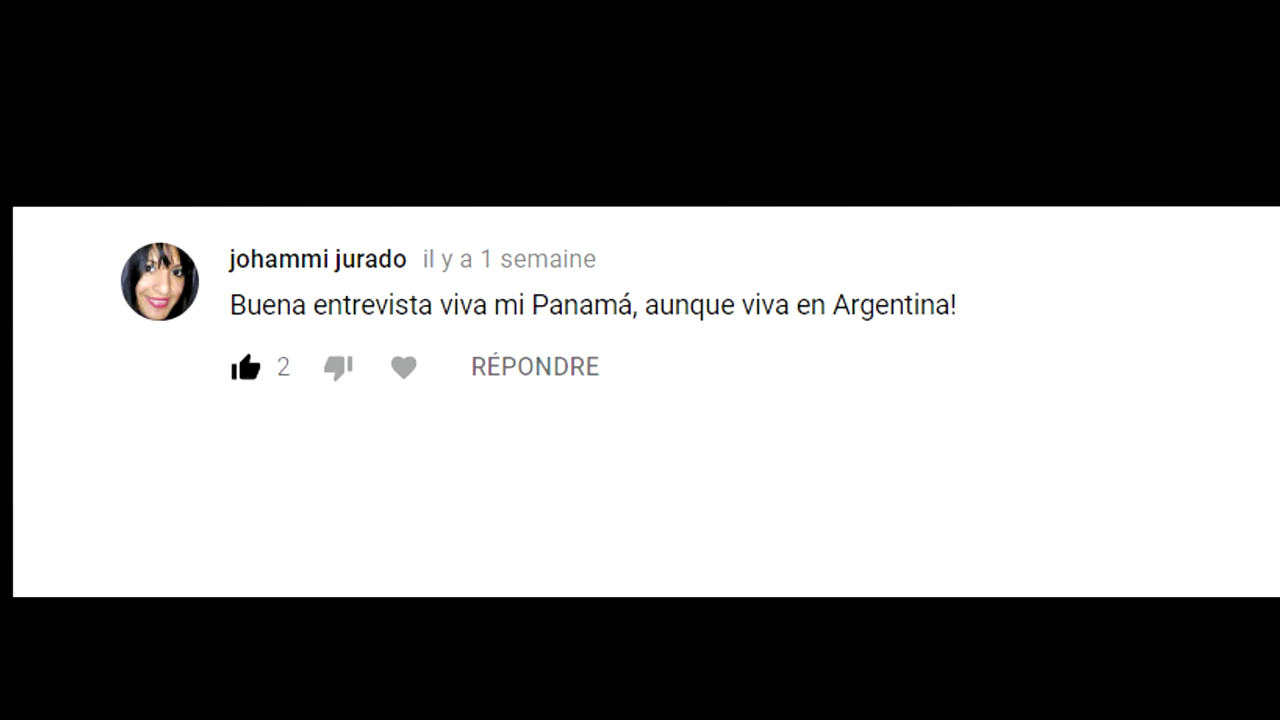 johammi jurado il y a 1 semaine
Buena entrevista viva mi Panamá, aunque viva en Argentina!
2 RÉPONDRE